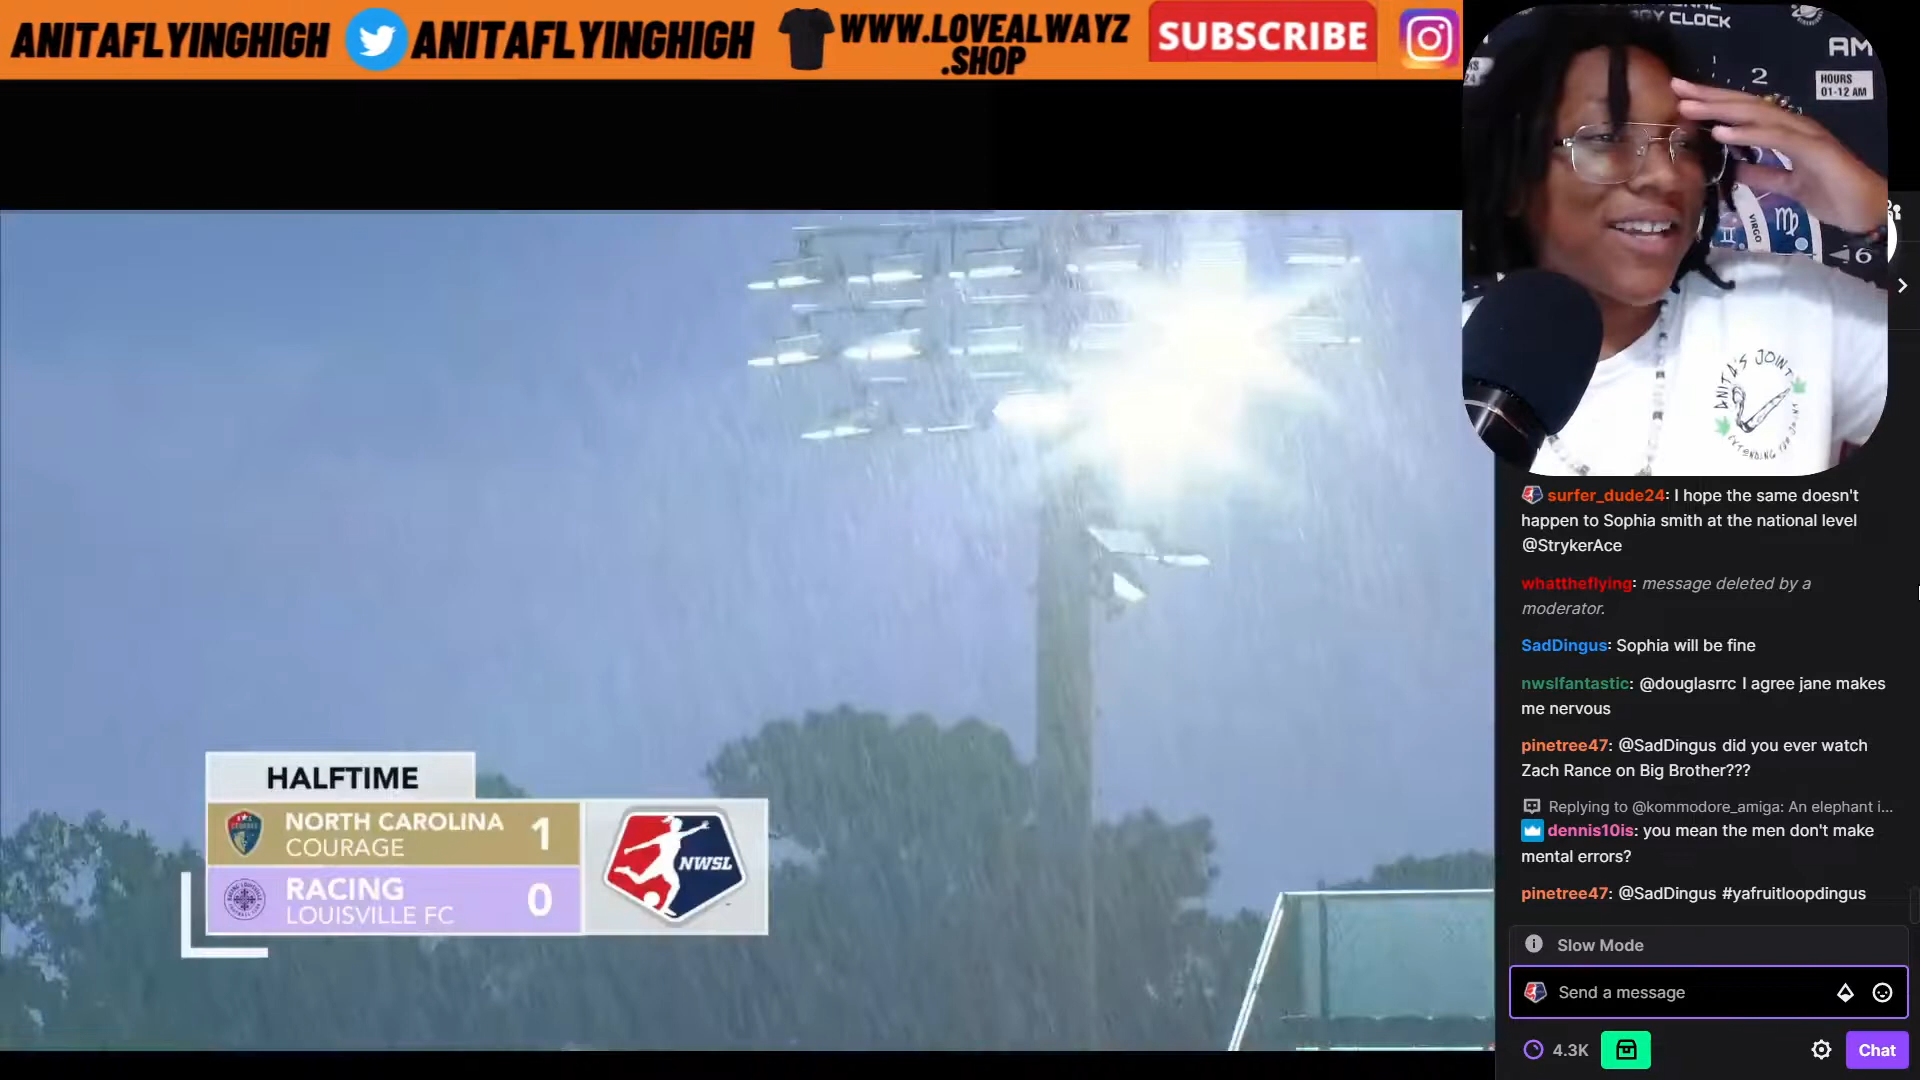 ANITAFLYINGHIGH
ANITAFLYINGHIGH
WWW.LOVEALWAYZ
.SHOP
SUBSCRIBE
CLOCK
AM
2
HOURS
01-12 AM
VIRGO
6
ANITA'S JOINT
HALFTIME
NORTH CAROLINA
COURAGE
1
RACING
LOUISVILLE FC
0
NWSL
surfer_dude24: I hope the same doesn't
happen to Sophia smith at the national level
@StrykerAce
whattheflying: message deleted by a
moderator.
SadDingus: Sophia will be fine
nwslfantastic: @douglasrrc I agree jane makes
me nervous
pinetree47: @SadDingus did you ever watch
Zach Rance on Big Brother???
Replying to @kommodore_amiga: An elephant i...
dennis10is: you mean the men don't make
mental errors?
pinetree47: @SadDingus #yafruitloopdingus
Slow Mode
Send a message
4.3K
Chat